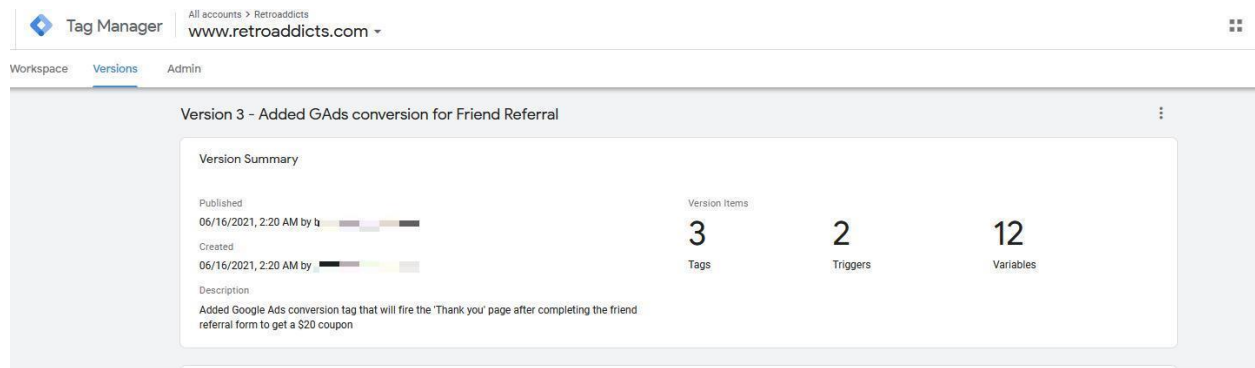 All accounts > Retroaddicts
Tag Manager
www.retroaddicts.com
Workspace Versions Admin
Version 3 - Added GAds conversion for Friend Referral
Version Summary
Published
06/16/2021, 2:20 AM by
Created
06/16/2021, 2:20 AM by
Description
Added Google Ads conversion tag that will fire the 'Thank you' page after completing the friend
referral form to get a $20 coupon
Version Items
3 2 12
Tags Triggers Variables